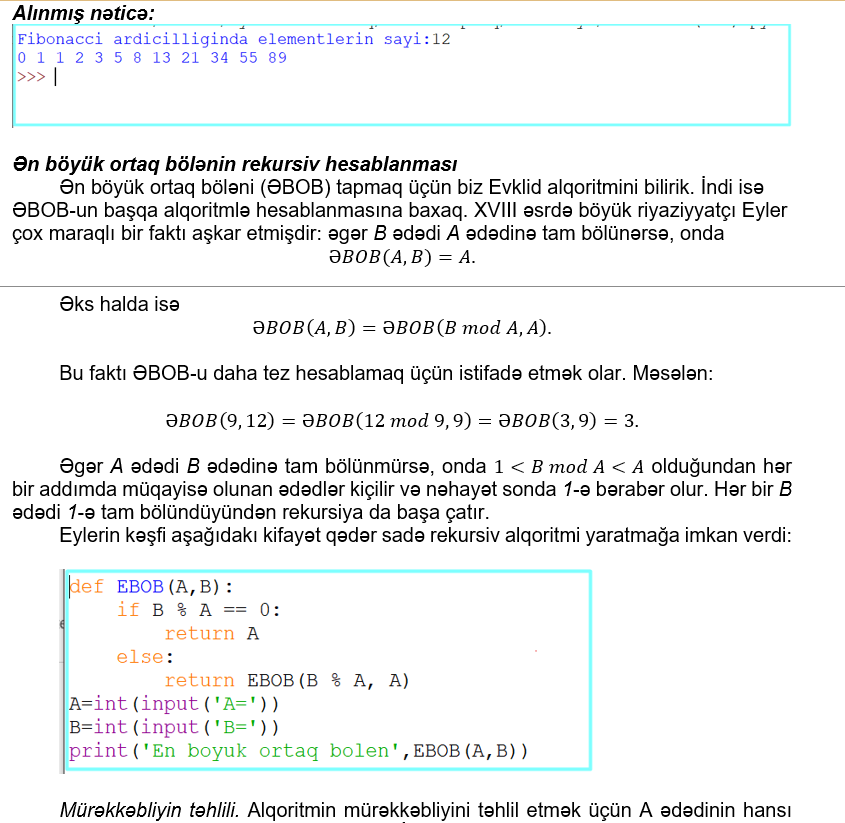 Alınmış nəticə:
Fibonacci ardicilliginda elementlerin sayi:12
0 1 1 2 3 5 8 13 21 34 55 89
>>>
Ən böyük ortaq bölənin rekursiv hesablanması
Ən böyük ortaq böləni (ƏBOB) tapmaq üçün biz Evklid alqoritmini bilirik. İndi isə
ƏBOB-un başqa alqoritmlə hesablanmasına baxaq. XVIII əsrdə böyük riyaziyyatçı Eyler
çox maraqlı bir faktı aşkar etmişdir: əgər B ədədi A ədədinə tam bölünərsə, onda
ƏBOB(A, B) = A.
Əks halda isə
ƏBOB(A, B) = ƏBOB(B mod A, A).
Bu faktı ƏBOB-u daha tez hesablamaq üçün istifadə etmək olar. Məsələn:
ƏBOB(9, 12) = ƏBOB(12 mod 9, 9) = ƏBOB(3, 9) = 3.
Əgər A ədədi B ədədinə tam bölünmürsə, onda 1 < B mod A < A olduğundan hər
bir addımda müqayisə olunan ədədlər kiçilir və nəhayət sonda 1-ə bərabər olur. Hər bir B
ədədi 1-ə tam bölündüyündən rekursiya da başa çatır.
Eylerin kəşfi aşağıdakı kifayət qədər sadə rekursiv alqoritmi yaratmağa imkan verdi:
def EBOB(A,B):
if B % A == 0:
return A
else:
return EBOB(B % A, A)
A=int(input('A='))
B=int(input('B='))
print('En boyuk ortaq bolen',EBOB(A,B))
Mürəkkəbliyin təhlili. Alqoritmin mürəkkəbliyini təhlil etmək üçün A ədədinin hansı